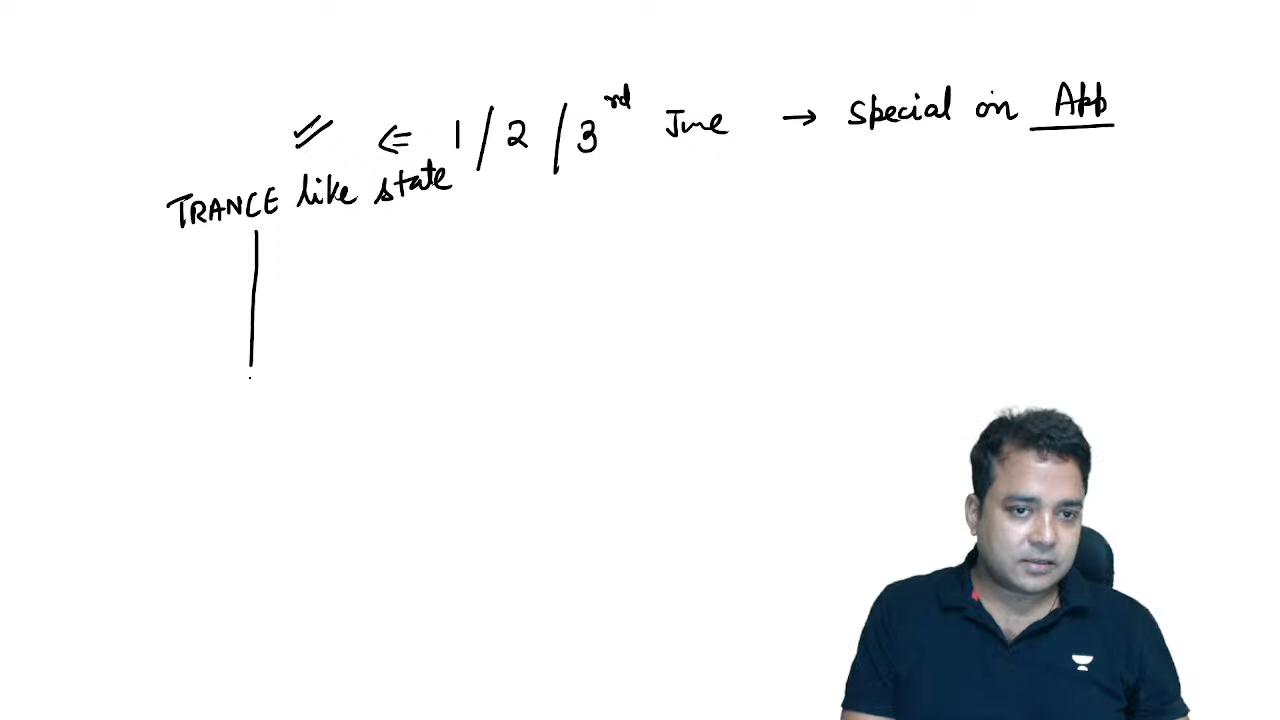 ⇐ 1 / 2 / 3rd June → Special on App
TRANCE like state